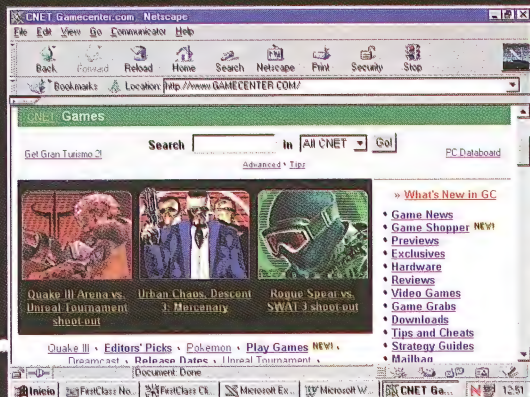 CNET Gamecenter.com - Netscape
File Edit View Go Communicator Help
Back Forward Reload Home Search Netscape Print Security Stop
Bookmarks Location: http://www.GAMECENTER.COM/
CNET Games
Get Gran Turismo 2!
Search in All CNET Go!
PC Databoard
Advanced • Tips
» What's New in GC
• Game News
• Game Shopper NEW!
• Previews
• Exclusives
• Hardware
• Reviews
• Video Games
• Game Grabs
• Downloads
• Tips and Cheats
• Strategy Guides
• Mailbag
Quake III Arena vs. Unreal Tournament shoot-out
Urban Chaos, Descent 3: Mercenary
Rogue Spear vs. SWAT 3 shoot-out
Quake III • Editors' Picks • Pokemon • Play Games NEW! •
Dreamcast • Release Dates • Unreal Tournament •
Document: Done
Inicio FirstClass No... FirstClass Cli... Microsoft Ex... Microsoft W... CNET Ga... 12:51